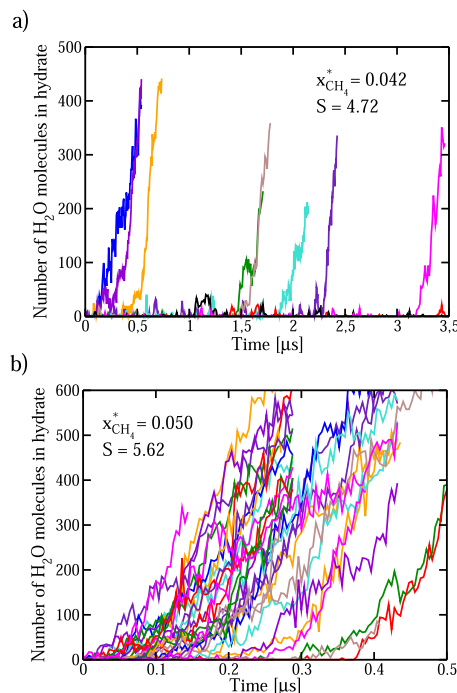 a)
500
400
300
200
100
0
Number of H2O molecules in hydrate
x*CH4 = 0.042
S = 4.72
0 0,5 1 1,5 2 2,5 3 3,5
Time [μs]
b)
600
500
400
300
200
100
0
Number of H2O molecules in hydrate
x*CH4 = 0.050
S = 5.62
0 0.1 0.2 0.3 0.4 0.5
Time [μs]